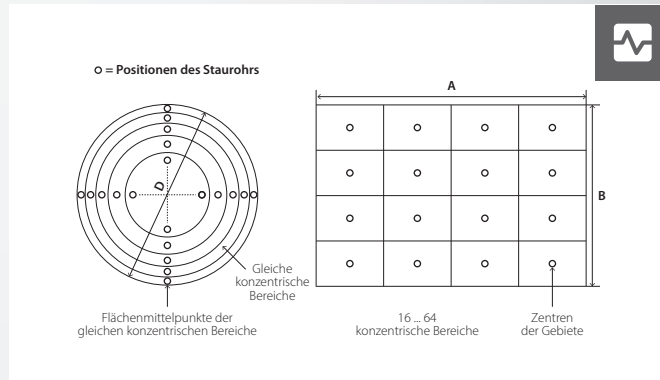 = Positionen des Staurohrs
A
B
D
Gleiche
konzentrische
Bereiche
Flächenmittelpunkte der
gleichen konzentrischen Bereiche
16 ... 64
konzentrische Bereiche
Zentren
der Gebiete